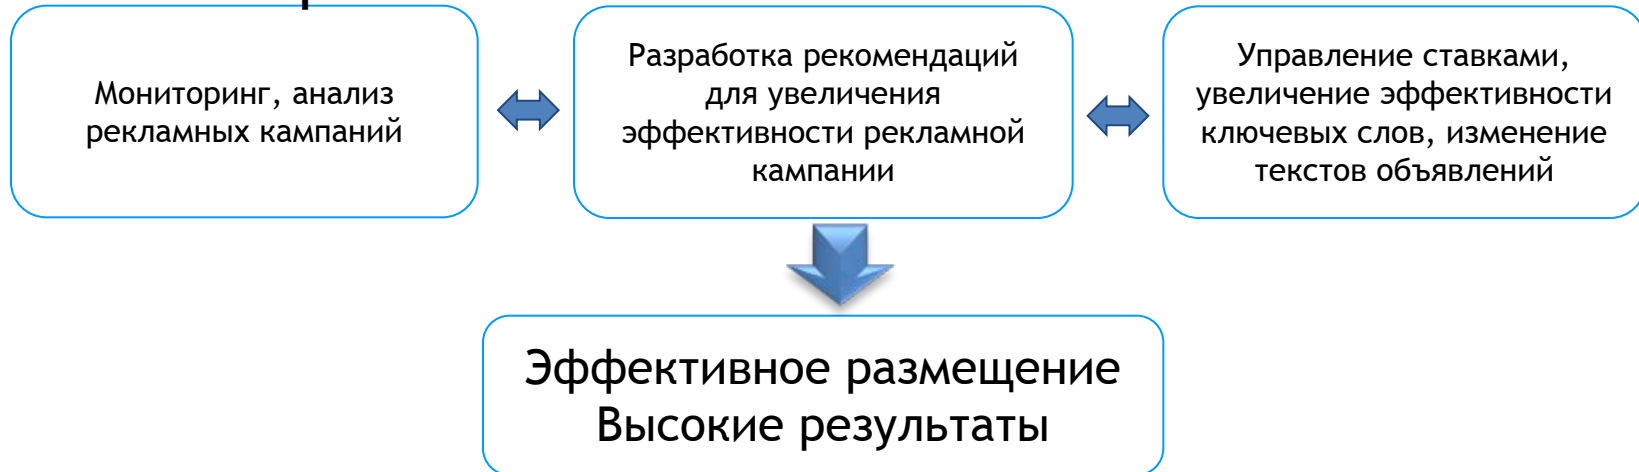 Мониторинг, анализ
рекламных кампаний
Разработка рекомендаций
для увеличения
эффективности рекламной
кампании
Управление ставками,
увеличение эффективности
ключевых слов, изменение
текстов объявлений
Эффективное размещение
Высокие результаты